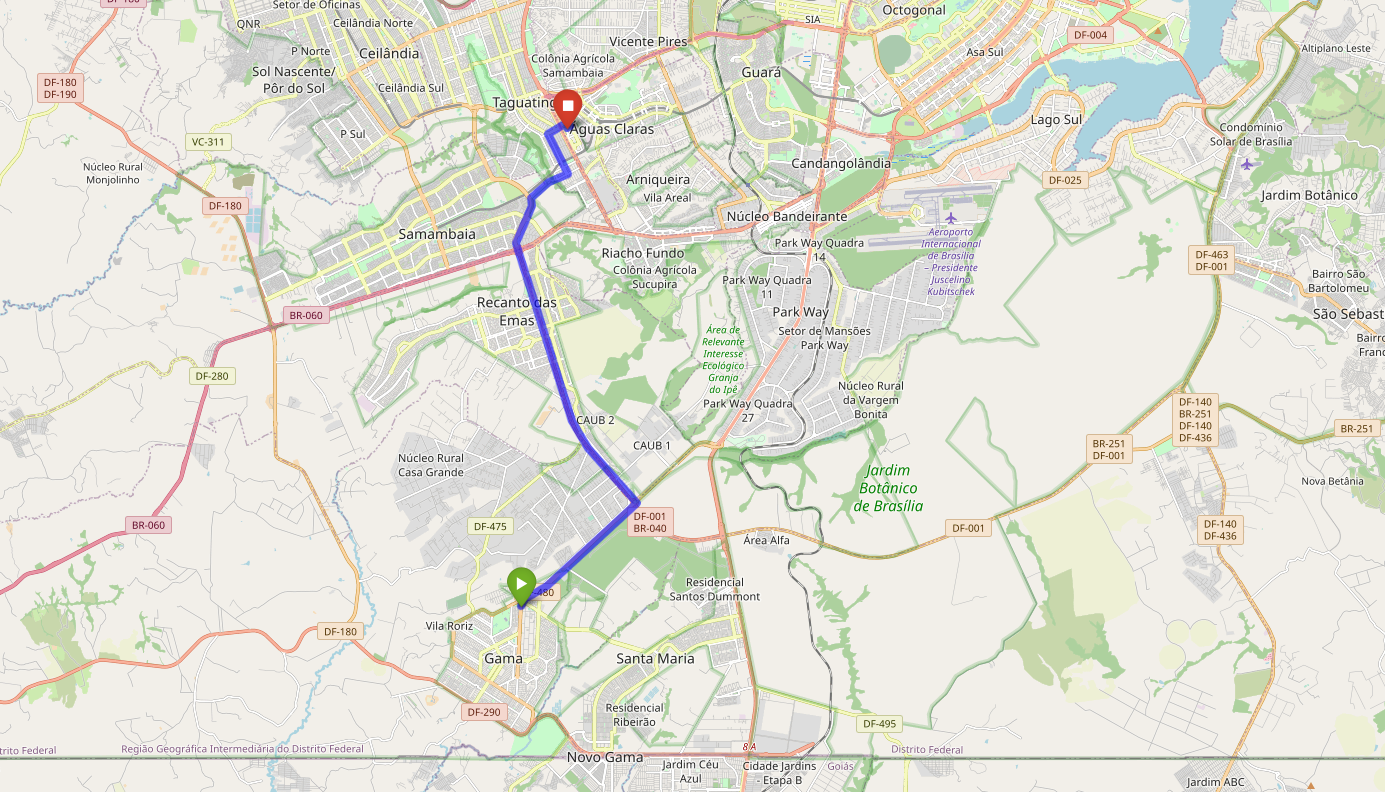 DF-180
Setor de Oficinas
QNR
Ceilândia Norte
Octogonal
SIA
DF-004
P Norte
Ceilândia
Vicente Pires
Asa Sul
Altiplano Leste
Sol Nascente/
Pôr do Sol
Colônia Agrícola
Samambaia
Guará
DF-180
DF-190
Ceilândia Sul
Taguating
P Sul
Águas Claras
Lago Sul
Condomínio
Solar de Brasília
VC-311
Núcleo Rural
Monjolinho
Candangolândia
Arniqueira
DF-025
Vila Areal
Jardim Botânico
DF-180
Núcleo Bandeirante
Samambaia
Aeroporto
Internacional
de Brasília
– Presidente
Juscelino
Kubitschek
Park Way Quadra
14
Riacho Fundo
Colônia Agrícola
Sucupira
DF-463
DF-001
Bairro São
Bartolomeu
Park Way Quadra
11
Recanto das
Emas
BR-060
Park Way
São Sebast
Setor de Mansões
Park Way
Área de
Relevante
Interesse
Ecológico
Granja
do Ipê
Bairro
Franc
DF-280
Núcleo Rural
da Vargem
Bonita
Park Way Quadra
27
DF-140
BR-251
DF-140
DF-436
CAUB 2
BR-251
CAUB 1
BR-251
DF-001
Núcleo Rural
Casa Grande
Jardim
Botânico
de Brasília
Nova Betânia
BR-060
DF-475
DF-001
BR-040
DF-001
DF-140
DF-436
Área Alfa
-480
Residencial
Santos Dummont
Vila Roriz
DF-180
Gama
Santa Maria
DF-290
Residencial
Ribeirão
DF-495
trito Federal
Região Geográfica Intermediária do Distrito Federal
8 A
Distrito Federal
Novo Gama
Jardim Céu
Azul
Cidade Jardins
- Etapa B
Goiás
Jardim ABC